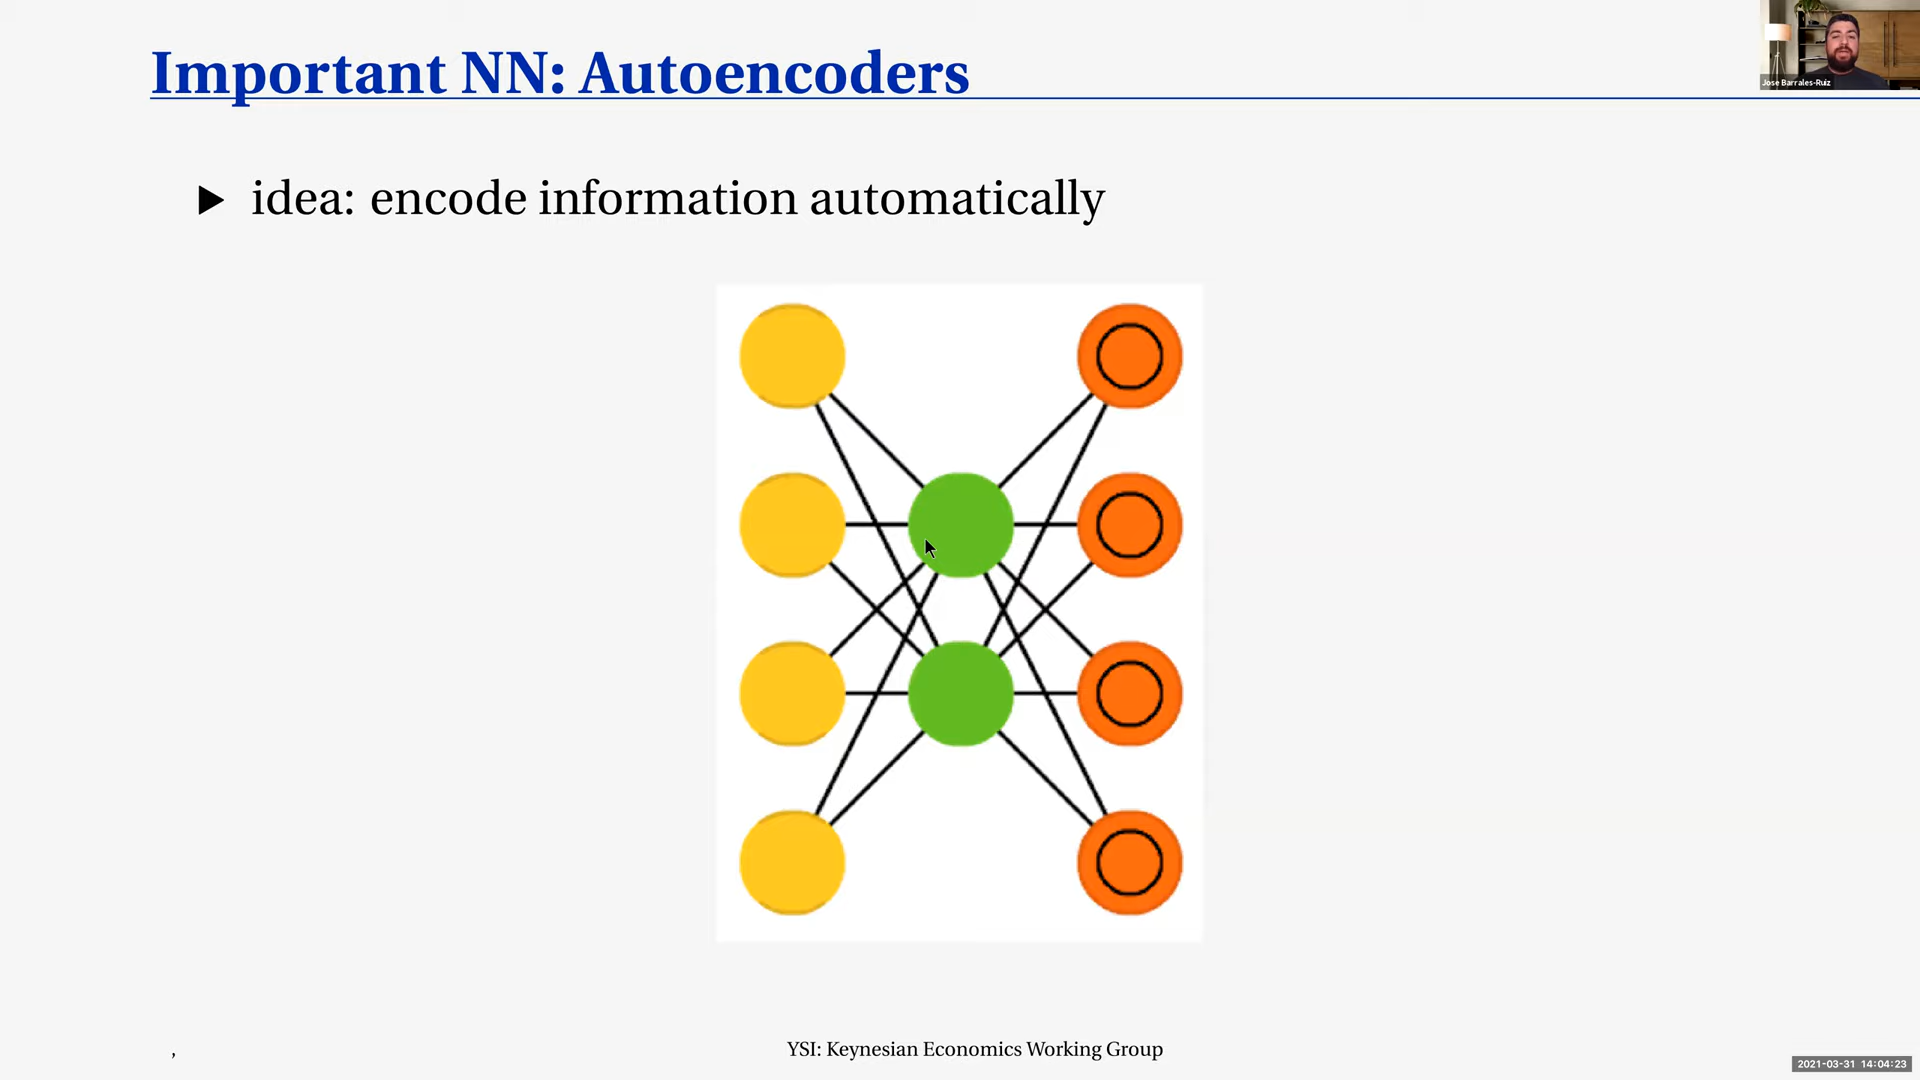 Important NN: Autoencoders
Jose Barrales-Ruiz
idea: encode information automatically
,
YSI: Keynesian Economics Working Group
2021-03-31 14:04:23